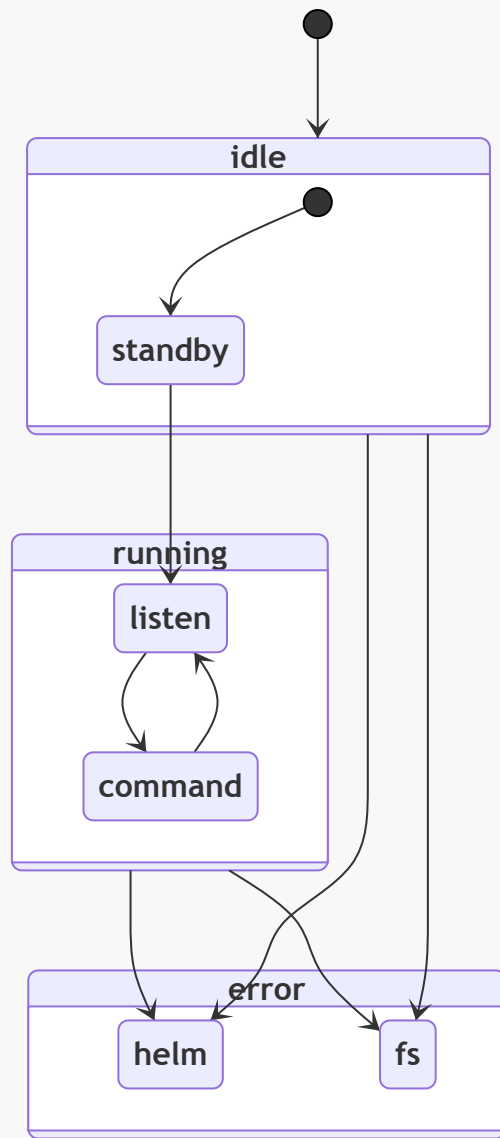 idle
standby
running
listen
command
error
helm
fs